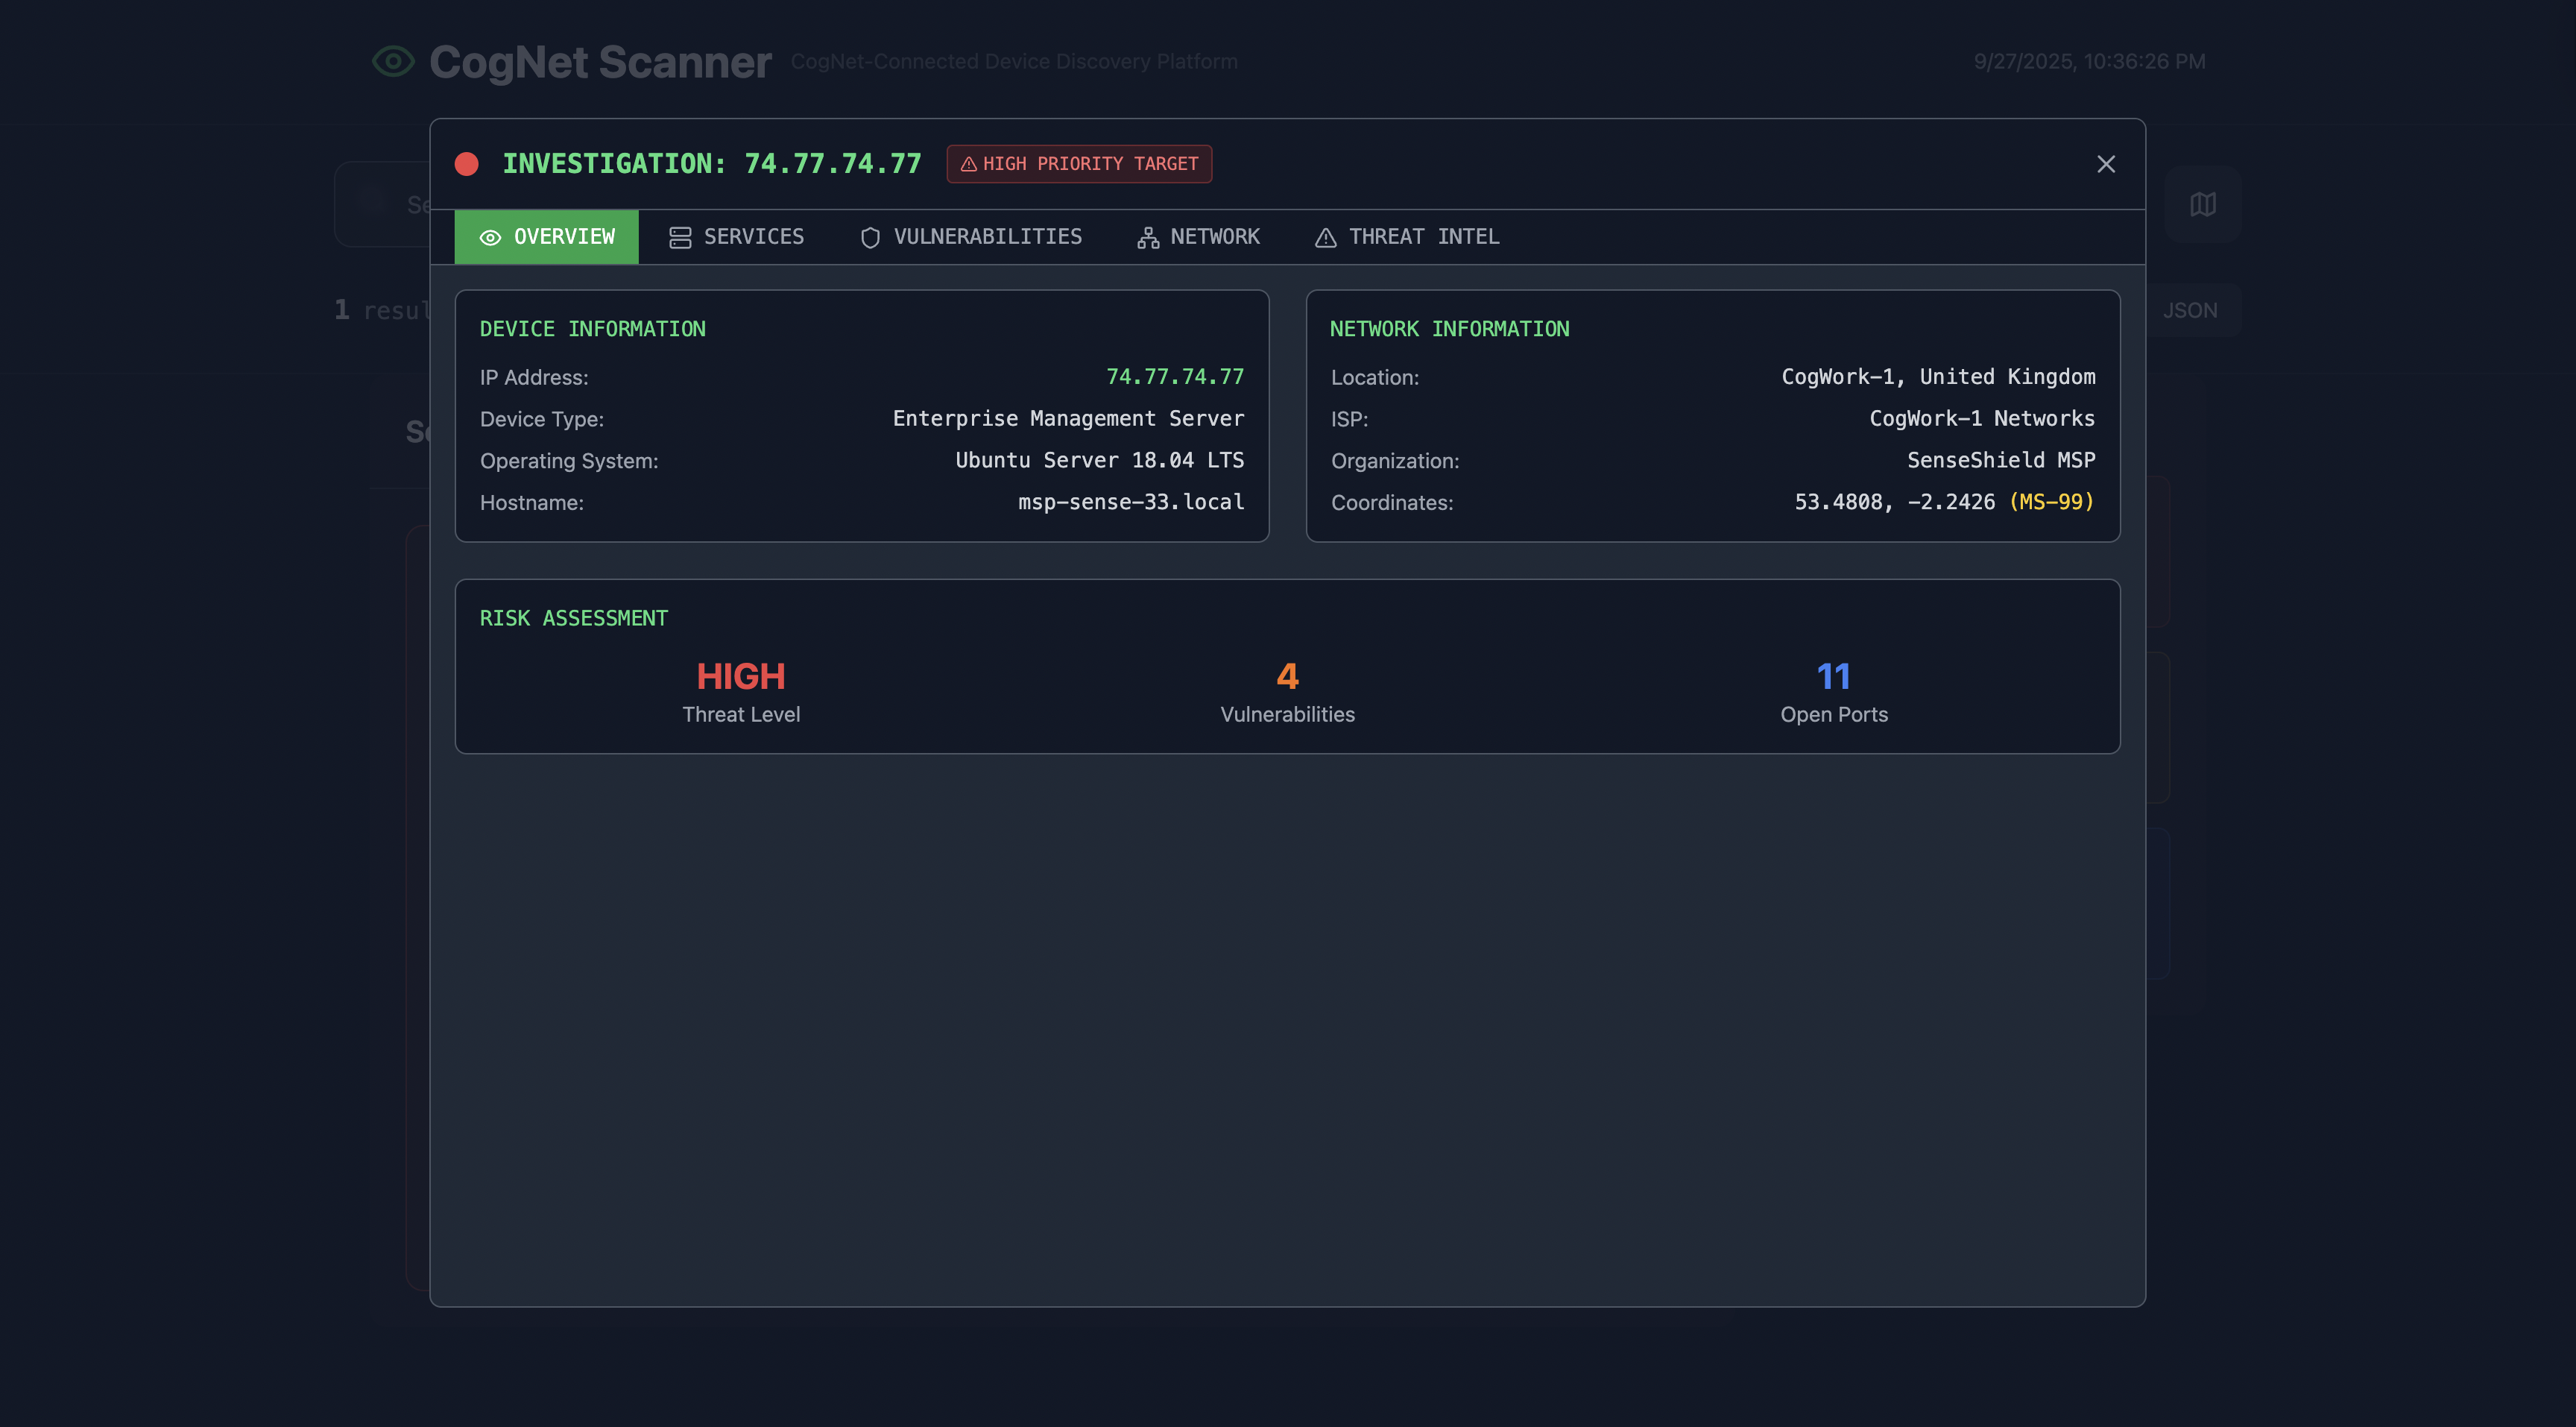 CogNet Scanner CogNet-Connected Device Discovery Platform 9/27/2025, 10:36:26 PM
INVESTIGATION: 74.77.74.77 HIGH PRIORITY TARGET
OVERVIEW SERVICES VULNERABILITIES NETWORK THREAT INTEL
1 JSON
DEVICE INFORMATION
IP Address: 74.77.74.77
Device Type: Enterprise Management Server
Operating System: Ubuntu Server 18.04 LTS
Hostname: msp-sense-33.local
NETWORK INFORMATION
Location: CogWork-1, United Kingdom
ISP: CogWork-1 Networks
Organization: SenseShield MSP
Coordinates: 53.4808, -2.2426 (MS-99)
RISK ASSESSMENT
HIGH 4 11
Threat Level Vulnerabilities Open Ports